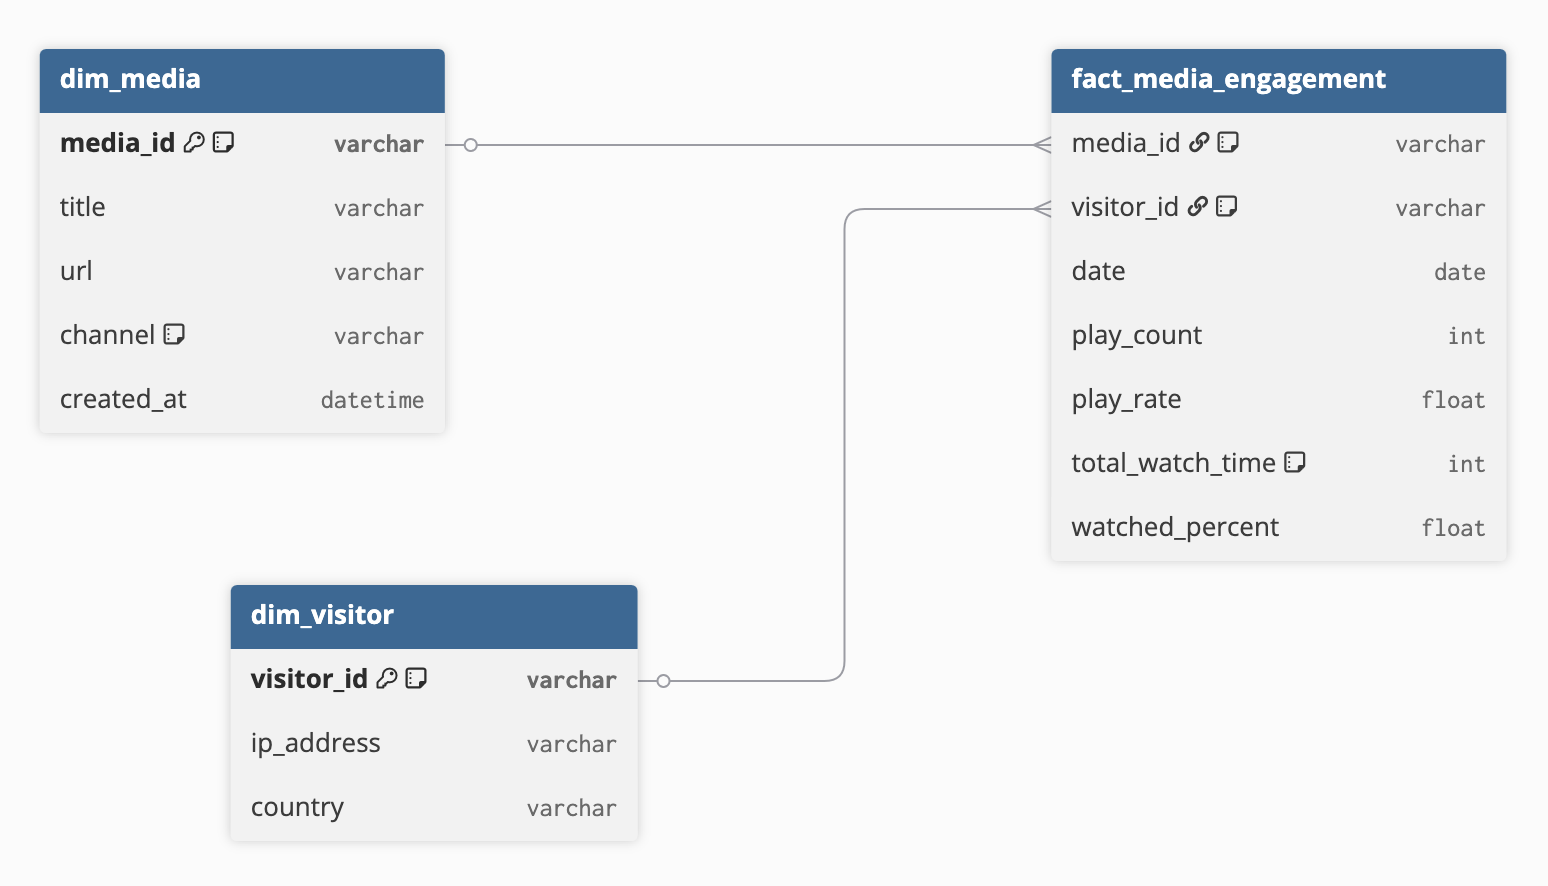 dim_media
media_id varchar
title varchar
url varchar
channel varchar
created_at datetime
fact_media_engagement
media_id varchar
visitor_id varchar
date date
play_count int
play_rate float
total_watch_time int
watched_percent float
dim_visitor
visitor_id varchar
ip_address varchar
country varchar